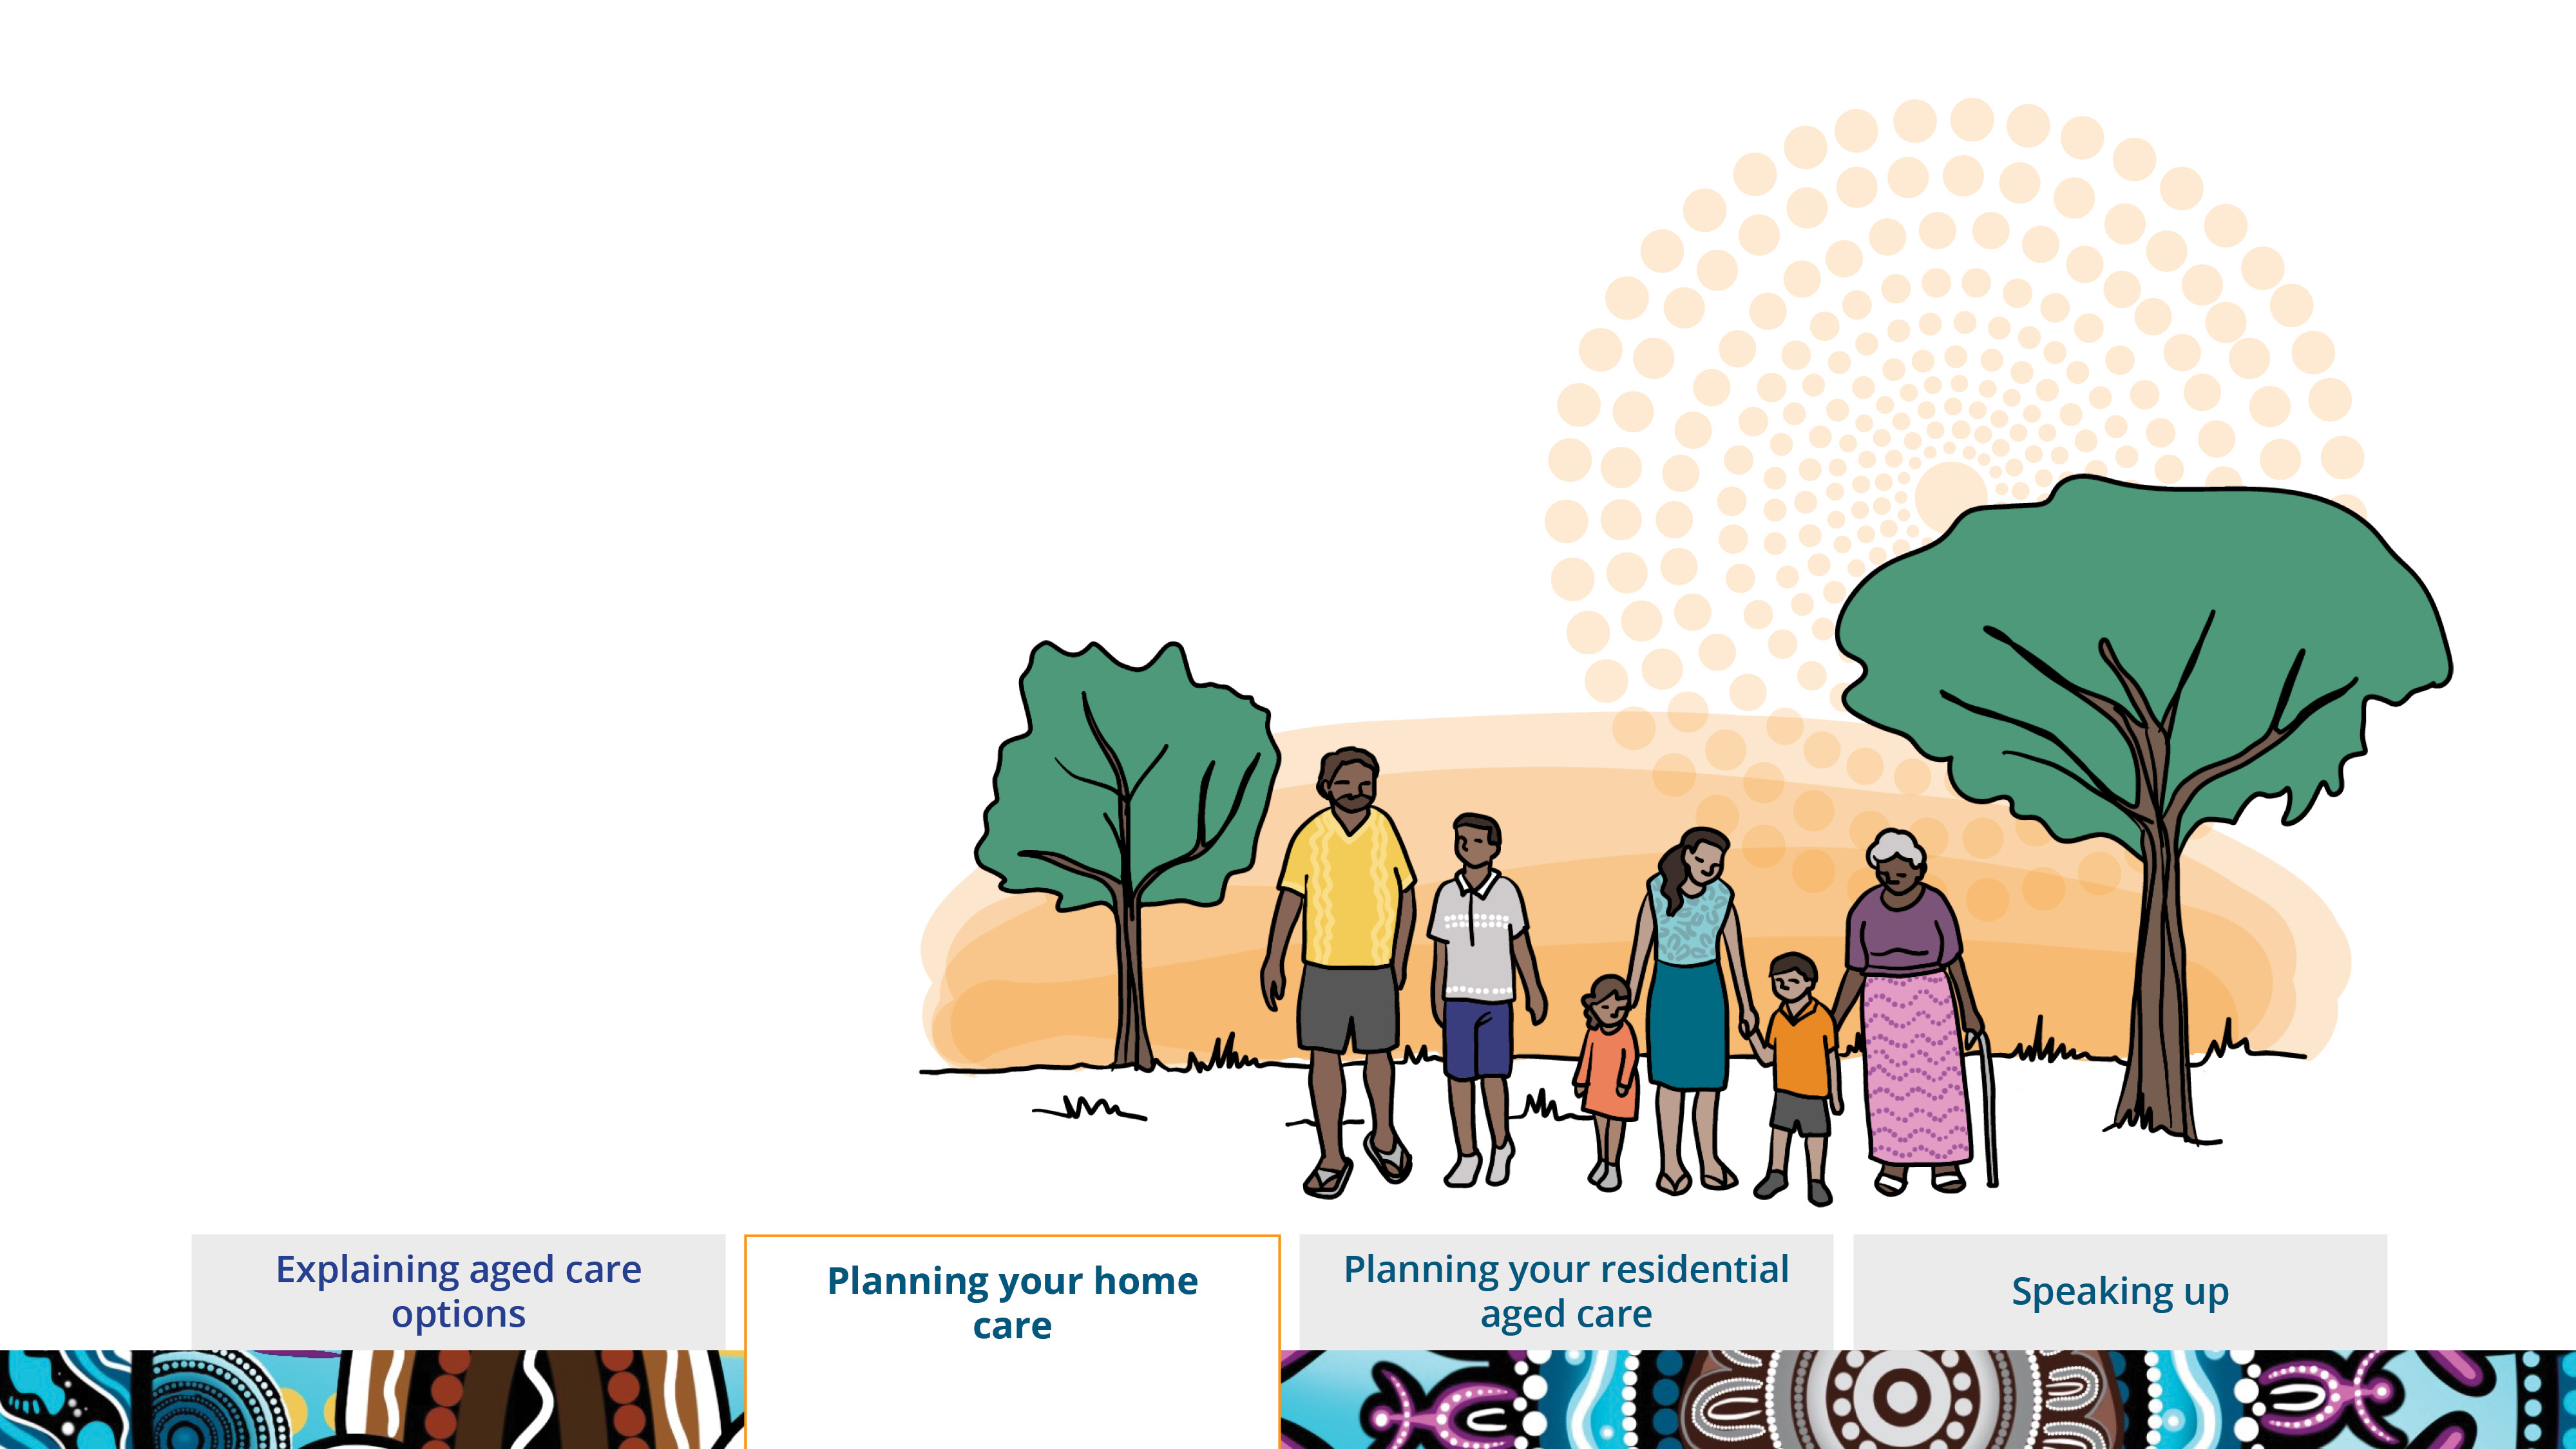 Explaining aged care
options
Planning your home
care
Planning your residential
aged care
Speaking up